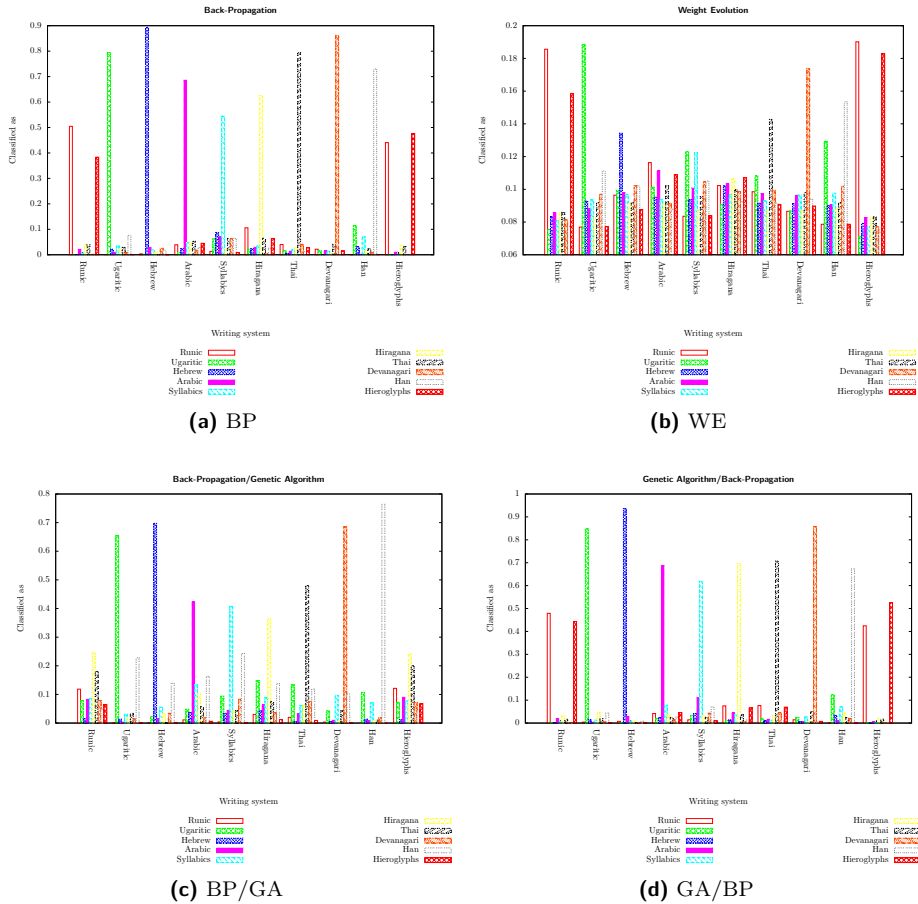 Back-Propagation
Classified as
0.9
0.8
0.7
0.6
0.5
0.4
0.3
0.2
0.1
0
Runic
Ugaritic
Hebrew
Arabic
Syllabics
Hiragana
Thai
Devanagari
Han
Hieroglyphs
Writing system
Runic
Ugaritic
Hebrew
Arabic
Syllabics
Hiragana
Thai
Devanagari
Han
Hieroglyphs
(a) BP
Weight Evolution
Classified as
0.2
0.18
0.16
0.14
0.12
0.1
0.08
0.06
Runic
Ugaritic
Hebrew
Arabic
Syllabics
Hiragana
Thai
Devanagari
Han
Hieroglyphs
Writing system
Runic
Ugaritic
Hebrew
Arabic
Syllabics
Hiragana
Thai
Devanagari
Han
Hieroglyphs
(b) WE
Back-Propagation/Genetic Algorithm
Classified as
0.8
0.7
0.6
0.5
0.4
0.3
0.2
0.1
0
Runic
Ugaritic
Hebrew
Arabic
Syllabics
Hiragana
Thai
Devanagari
Han
Hieroglyphs
Writing system
Runic
Ugaritic
Hebrew
Arabic
Syllabics
Hiragana
Thai
Devanagari
Han
Hieroglyphs
(c) BP/GA
Genetic Algorithm/Back-Propagation
Classified as
1
0.9
0.8
0.7
0.6
0.5
0.4
0.3
0.2
0.1
0
Runic
Ugaritic
Hebrew
Arabic
Syllabics
Hiragana
Thai
Devanagari
Han
Hieroglyphs
Writing system
Runic
Ugaritic
Hebrew
Arabic
Syllabics
Hiragana
Thai
Devanagari
Han
Hieroglyphs
(d) GA/BP